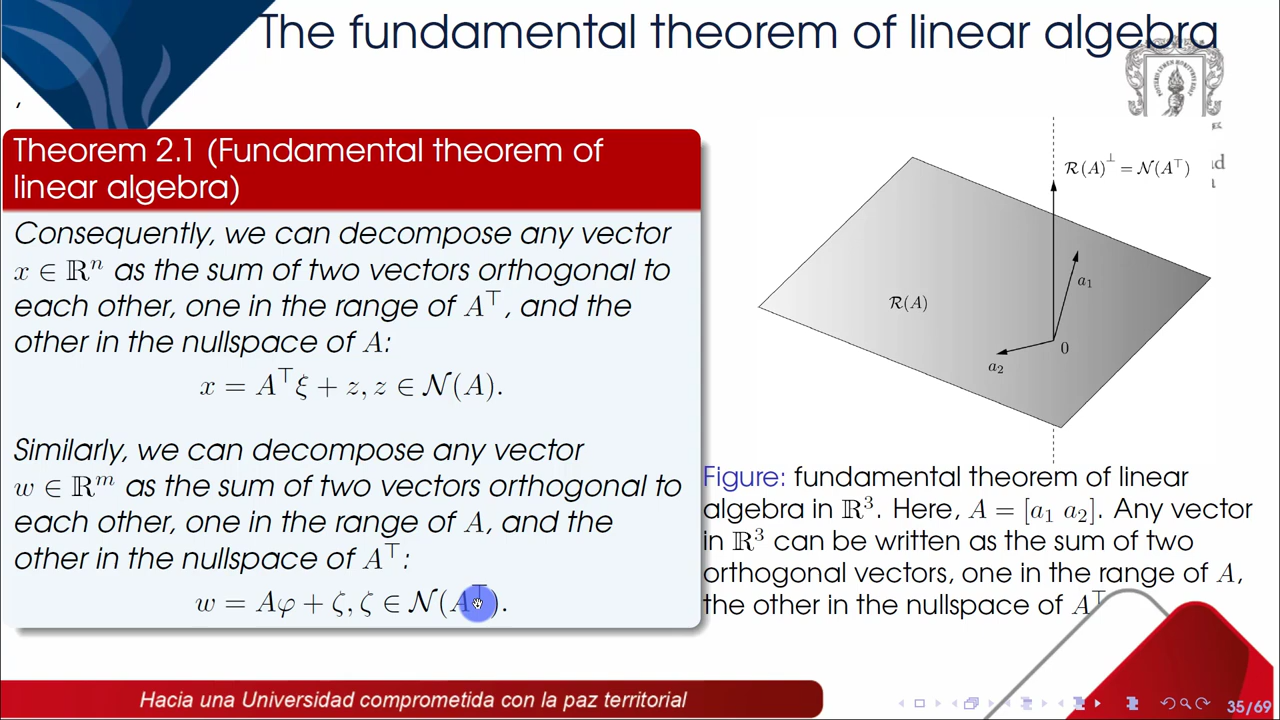 The fundamental theorem of linear algebra
,
Theorem 2.1 (Fundamental theorem of
linear algebra)
Consequently, we can decompose any vector
x ∈ ℝⁿ as the sum of two vectors orthogonal to
each other, one in the range of A⊤, and the
other in the nullspace of A:
x = A⊤ξ + z, z ∈ 𝒩(A).
Similarly, we can decompose any vector
w ∈ ℝᵐ as the sum of two vectors orthogonal to
each other, one in the range of A, and the
other in the nullspace of A⊤:
w = Aφ + ζ, ζ ∈ 𝒩(A⊤).
ℛ(A)⊥ = 𝒩(A⊤)
a₁
ℛ(A)
0
a₂
Figure: fundamental theorem of linear
algebra in ℝ³. Here, A = [a₁ a₂]. Any vector
in ℝ³ can be written as the sum of two
orthogonal vectors, one in the range of A,
the other in the nullspace of A⊤
Hacia una Universidad comprometida con la paz territorial
35/69